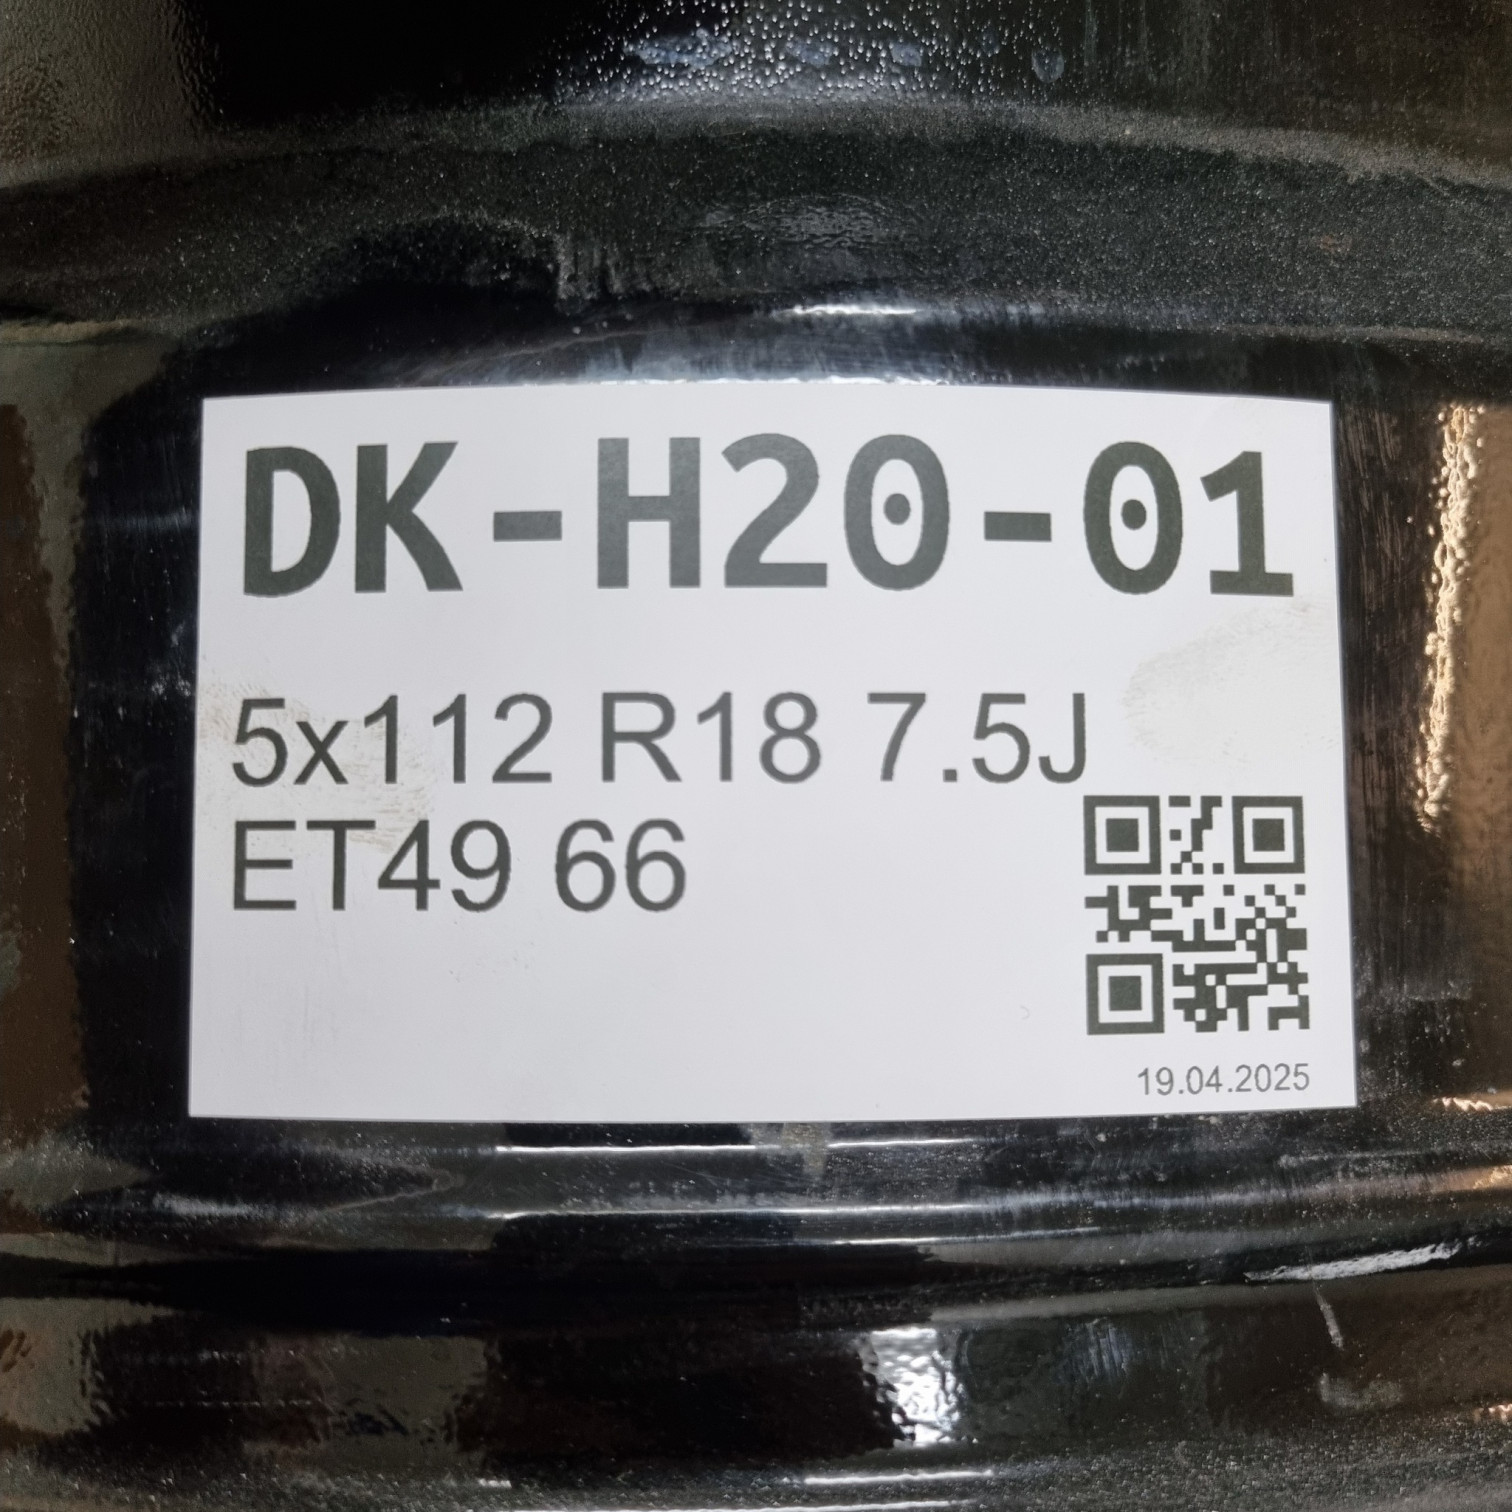 DK-H20-01
5x112 R18 7.5J
ET49 66
19.04.2025